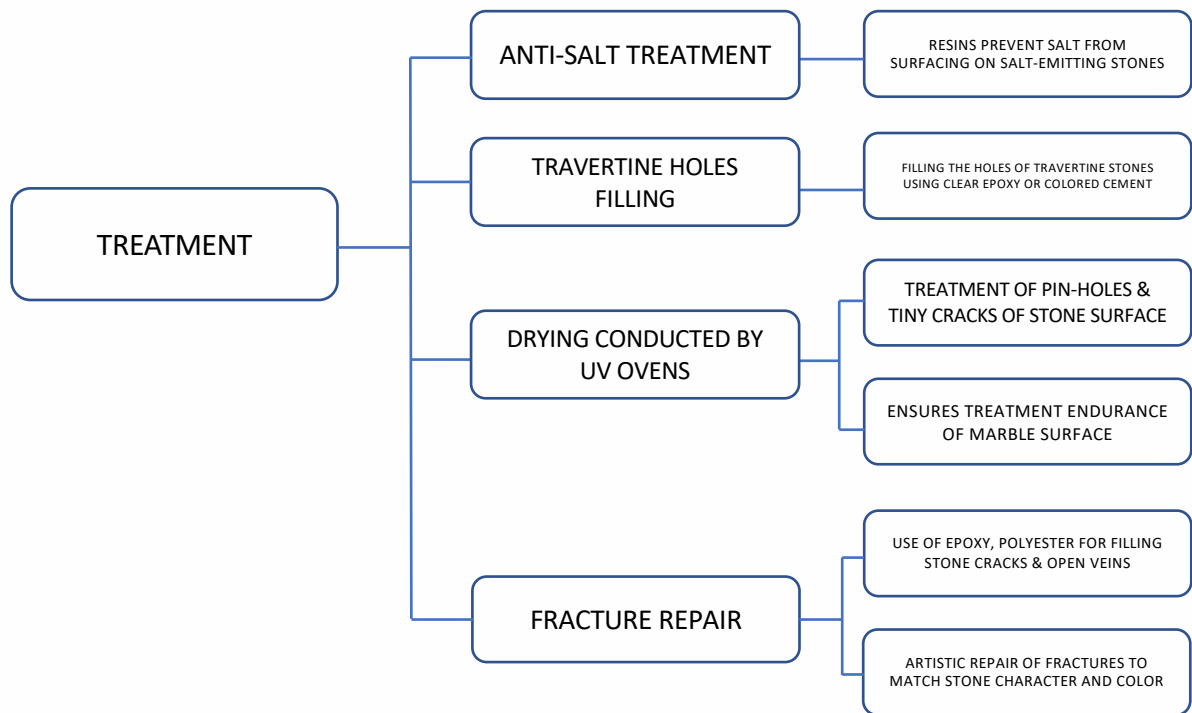 TREATMENT
ANTI-SALT TREATMENT
RESINS PREVENT SALT FROM
SURFACING ON SALT-EMITTING STONES
TRAVERTINE HOLES
FILLING
FILLING THE HOLES OF TRAVERTINE STONES
USING CLEAR EPOXY OR COLORED CEMENT
DRYING CONDUCTED BY
UV OVENS
TREATMENT OF PIN-HOLES &
TINY CRACKS OF STONE SURFACE
ENSURES TREATMENT ENDURANCE
OF MARBLE SURFACE
FRACTURE REPAIR
USE OF EPOXY, POLYESTER FOR FILLING
STONE CRACKS & OPEN VEINS
ARTISTIC REPAIR OF FRACTURES TO
MATCH STONE CHARACTER AND COLOR